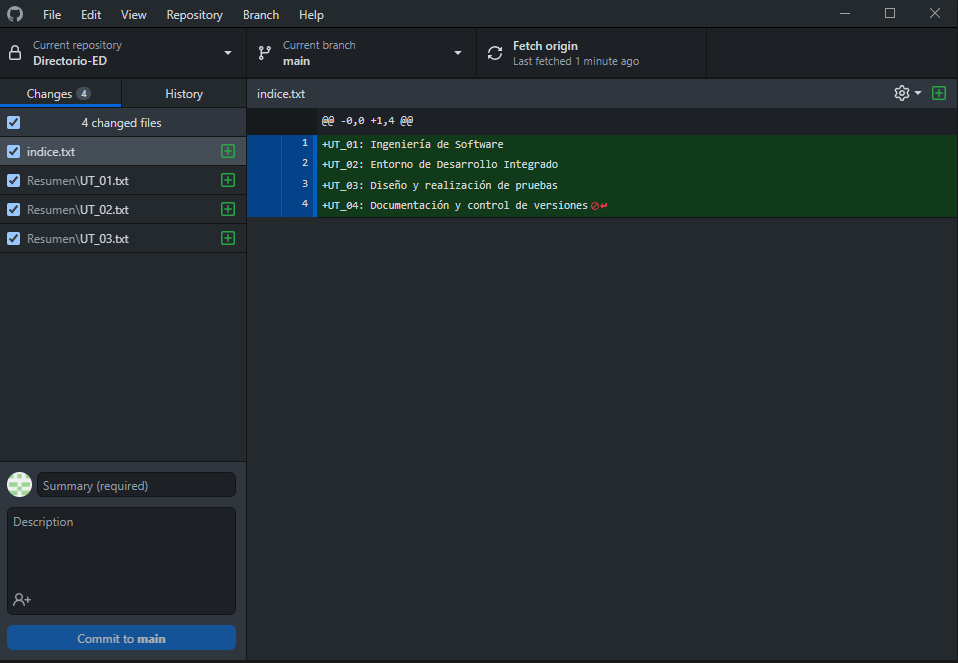 File Edit View Repository Branch Help
Current repository
Directorio-ED
Current branch
main
Fetch origin
Last fetched 1 minute ago
Changes 4
History
indice.txt
4 changed files
indice.txt
Resumen\UT_01.txt
Resumen\UT_02.txt
Resumen\UT_03.txt
@@ -0,0 +1,4 @@
1 +UT_01: Ingeniería de Software
2 +UT_02: Entorno de Desarrollo Integrado
3 +UT_03: Diseño y realización de pruebas
4 +UT_04: Documentación y control de versiones
Summary (required)
Description
Commit to main